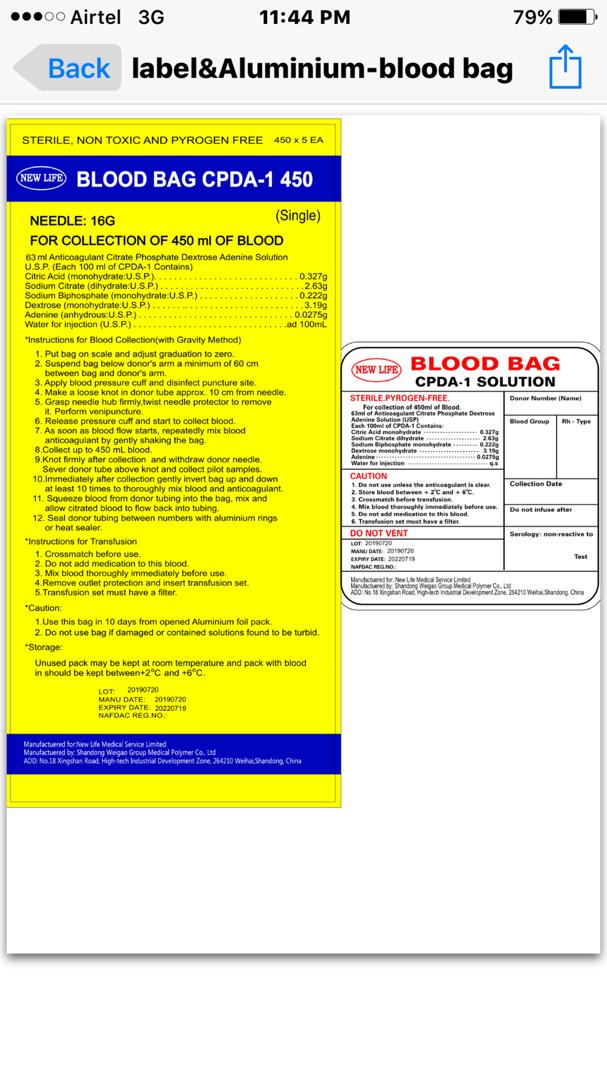 Airtel 3G 11:44 PM 79%
Back label&Aluminium-blood bag
STERILE, NON TOXIC AND PYROGEN FREE 450 x 5 EA
NEW LIFE BLOOD BAG CPDA-1 450
(Single)
NEEDLE: 16G
FOR COLLECTION OF 450 ml OF BLOOD
63 ml Anticoagulant Citrate Phosphate Dextrose Adenine Solution
U.S.P. (Each 100 ml of CPDA-1 Contains)
Citric Acid (monohydrate:U.S.P.). . . . . . . . . . . . . . . . . . . . . . . . 0.327g
Sodium Citrate (dihydrate:U.S.P.) . . . . . . . . . . . . . . . . . . . . . . . .2.63g
Sodium Biphosphate (monohydrate:U.S.P.) . . . . . . . . . . . . . . . . 0.222g
Dextrose (monohydrate:U.S.P.) . . . . . . . . . . . . . . . . . . . . . . . . . .3.19g
Adenine (anhydrous:U.S.P.) . . . . . . . . . . . . . . . . . . . . . . . . . . 0.0275g
Water for injection (U.S.P.) . . . . . . . . . . . . . . . . . . . . . . . . . .ad 100mL
*Instructions for Blood Collection(with Gravity Method)
1. Put bag on scale and adjust graduation to zero.
2. Suspend bag below donor's arm a minimum of 60 cm
between bag and donor's arm.
3. Apply blood pressure cuff and disinfect puncture site.
4. Make a loose knot in donor tube approx. 10 cm from needle.
5. Grasp needle hub firmly,twist needle protector to remove
it. Perform venipuncture.
6. Release pressure cuff and start to collect blood.
7. As soon as blood flow starts, repeatedly mix blood
anticoagulant by gently shaking the bag.
8.Collect up to 450 mL blood.
9.Knot firmly after collection and withdraw donor needle.
Sever donor tube above knot and collect pilot samples.
10.Immediately after collection gently invert bag up and down
at least 10 times to thoroughly mix blood and anticoagulant.
11. Squeeze blood from donor tubing into the bag, mix and
allow citrated blood to flow back into tubing.
12. Seal donor tubing between numbers with aluminium rings
or heat sealer.
*Instructions for Transfusion
1. Crossmatch before use.
2. Do not add medication to this blood.
3. Mix blood thoroughly immediately before use.
4.Remove outlet protection and insert transfusion set.
5.Transfusion set must have a filter.
*Caution:
1.Use this bag in 10 days from opened Aluminium foil pack.
2. Do not use bag if damaged or contained solutions found to be turbid.
*Storage:
Unused pack may be kept at room temperature and pack with blood
in should be kept between+2°C and +6°C.
LOT: 20190720
MANU DATE: 20190720
EXPIRY DATE: 20220719
NAFDAC REG.NO.:
Manufactuered for:New Life Medical Service Limited
Manufactuered by: Shandong Weigao Group Medical Polymer Co., Ltd
ADD: No.18 Xingshan Road, High-tech Industrial Development Zone, 264210 Weihai,Shandong, China
NEW LIFE BLOOD BAG
CPDA-1 SOLUTION
STERILE.PYROGEN-FREE.
For collection of 450ml of Blood.
63ml of Anticoagulant Citrate Phosphate Dextrose
Adenine Solution (USP)
Each 100ml of CPDA-1 Contains:
Citric Acid monohydrate ---------------- 0.327g
Sodium Citrate dihydrate --------------- 2.63g
Sodium Biphosphate monohydrate --------- 0.222g
Dextrose monohydrate ------------------- 3.19g
Adenine--------------------------------- 0.0275g
Water for injection -------------------- q.s
CAUTION
1. Do not use unless the anticoagulant is clear.
2. Store blood between + 2°C and + 6°C.
3. Crossmatch before transfusion.
4. Mix blood thoroughly immediately before use.
5. Do not add medication to this blood.
6. Transfusion set must have a filter.
DO NOT VENT
LOT: 20190720
MANU DATE: 20190720
EXPIRY DATE: 20220719
NAFDAC REG.NO.:
Donor Number (Name)
Blood Group Rh - Type
Collection Date
Do not infuse after
Serology: non-reactive to
Test
Manufactuered for: New Life Medical Service Limited
Manufactuered by: Shandong Weigao Group Medical Polymer Co., Ltd
ADD: No.18 Xingshan Road, High-tech Industrial Development Zone, 264210 Weihai,Shandong, China